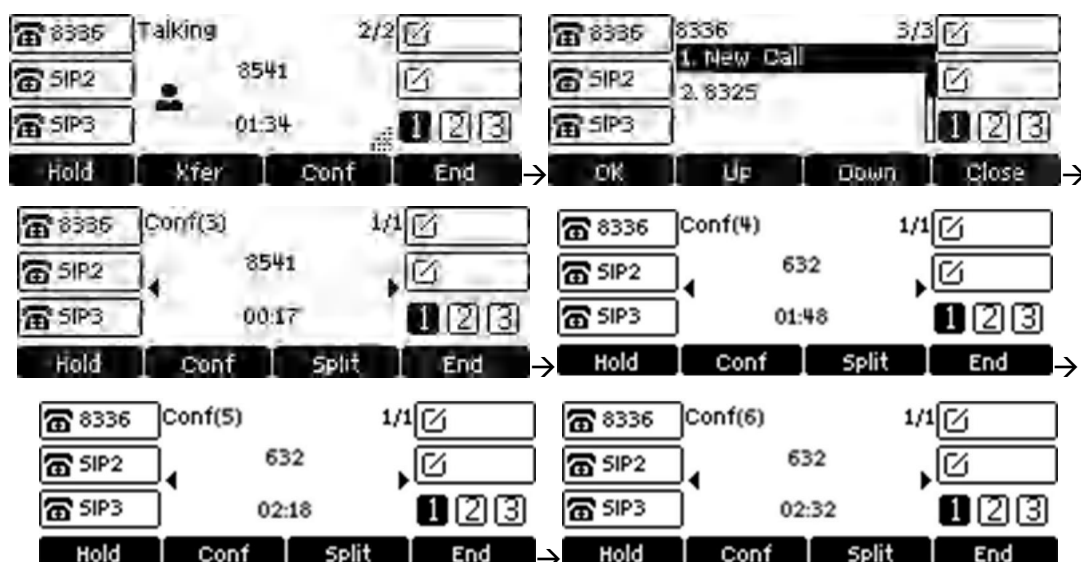 8336 Talking 2/2
SIP2 8541
SIP3 01:34 1 2 3
Hold Xfer Conf End →
8336 8336 3/3
1. New Call
SIP2 2. 8325
SIP3 1 2 3
OK Up Down Close →
8336 Conf(3) 1/1
SIP2 8541
SIP3 00:17 1 2 3
Hold Conf Split End →
8336 Conf(4) 1/1
SIP2 632
SIP3 01:48 1 2 3
Hold Conf Split End →
8336 Conf(5) 1/1
SIP2 632
SIP3 02:18 1 2 3
Hold Conf Split End →
8336 Conf(6) 1/1
SIP2 632
SIP3 02:32 1 2 3
Hold Conf Split End